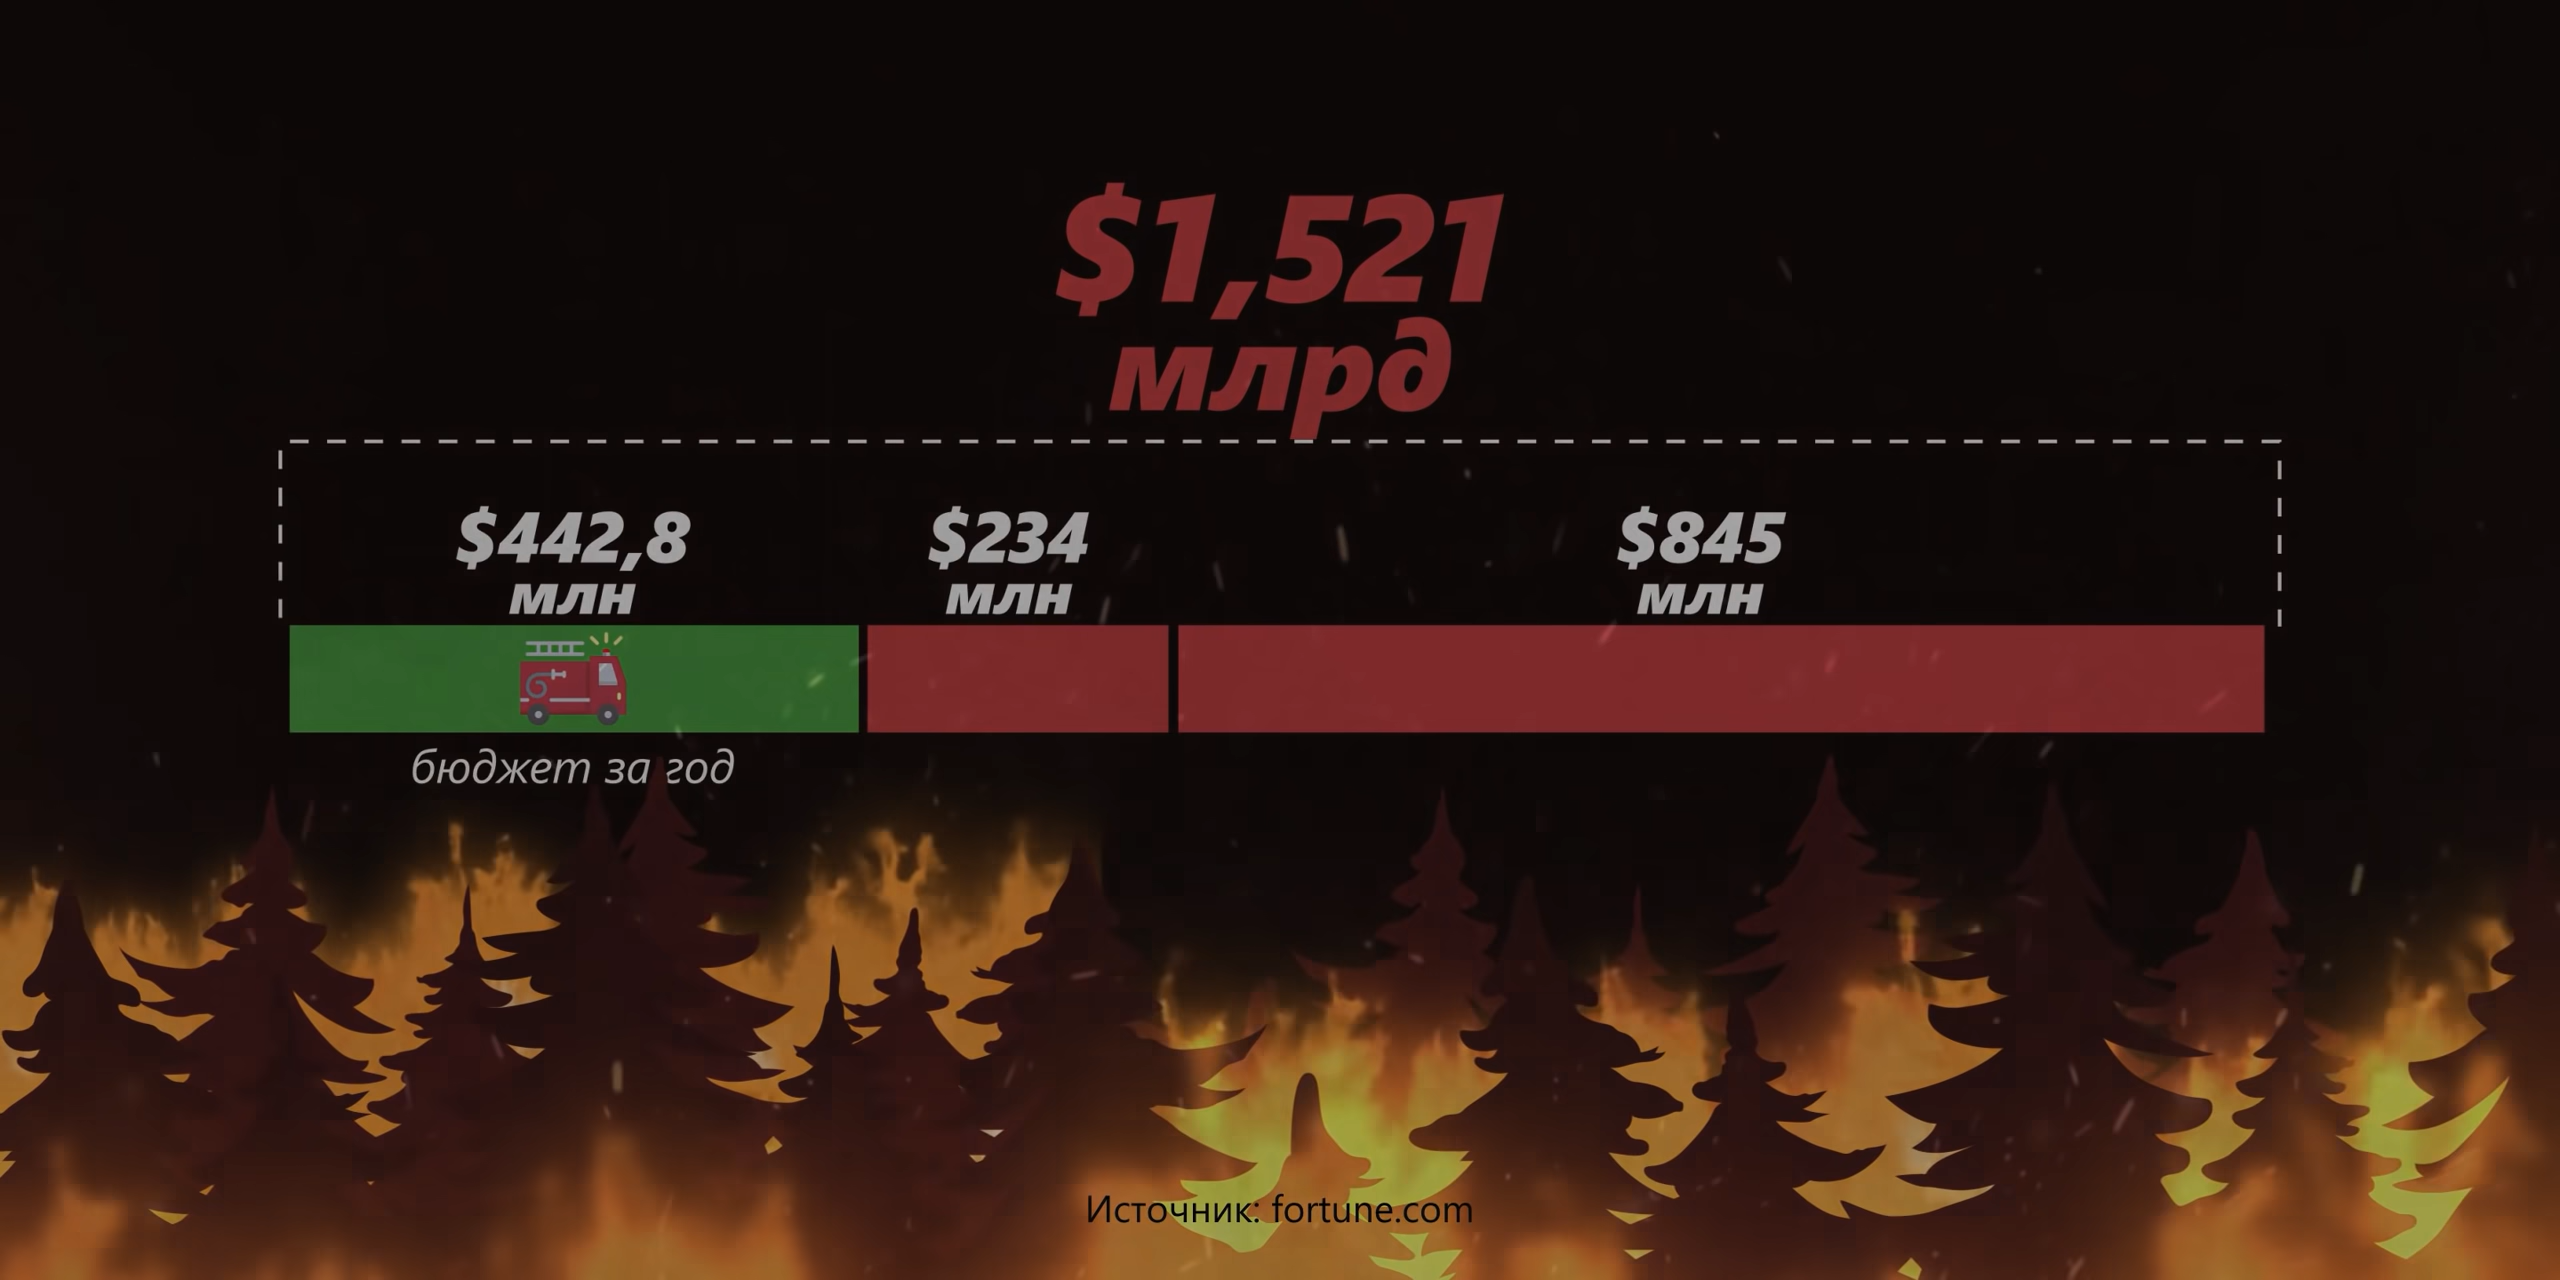 $1,521
млрд
$442,8
млн
$234
млн
$845
млн
бюджет за год
Источник: fortune.com